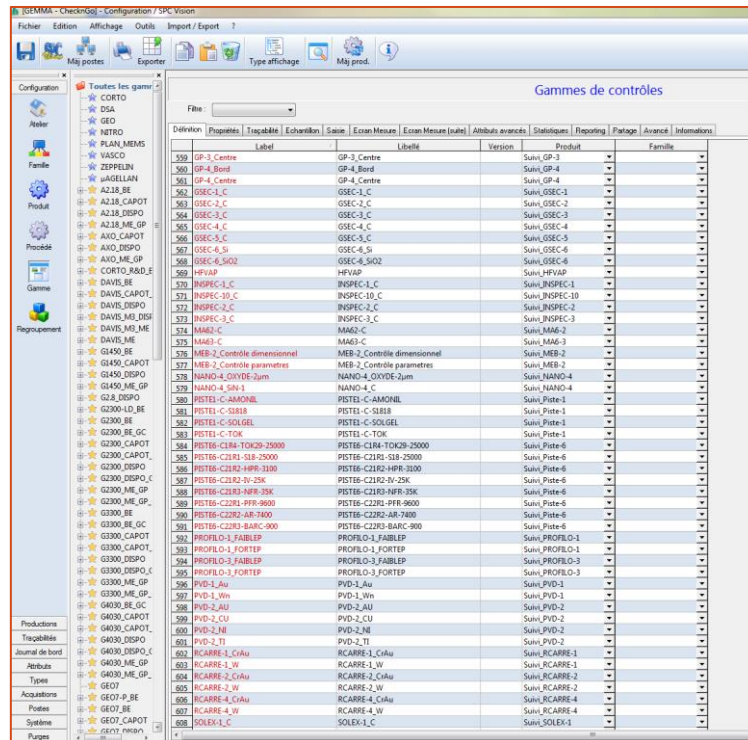 [GEMMA - ChecknGo] - Configuration / SPC Vision
Fichier Edition Affichage Outils Import / Export ?
Màj postes Exporter Type affichage Màj prod.
Configuration
Atelier
Famille
Produit
Procédé
Gamme
Regroupement
Productions
Traçabilités
Journal de bord
Attributs
Types
Acquisitions
Postes
Système
Purges
Toutes les gamm
CORTO
DSA
GEO
NITRO
PLAN_MEMS
VASCO
ZEPPELIN
µAGELLAN
A2.18_BE
A2.18_CAPOT
A2.18_DISPO
A2.18_ME_GP
AXO_CAPOT
AXO_DISPO
AXO_ME_GP
CORTO_R&D_E
DAVIS_BE
DAVIS_CAPOT_
DAVIS_DISPO
DAVIS_M3_DISF
DAVIS_M3_ME
DAVIS_ME
G1450_BE
G1450_CAPOT
G1450_DISPO
G1450_ME_GP
G2.8_DISPO
G2300-LD_BE
G2300_BE
G2300_BE_GC
G2300_CAPOT
G2300_CAPOT_
G2300_DISPO
G2300_DISPO_C
G2300_ME_GP
G2300_ME_GP_
G3300_BE
G3300_BE_GC
G3300_CAPOT
G3300_CAPOT_
G3300_DISPO
G3300_DISPO_C
G3300_ME_GP
G3300_ME_GP_
G4030_BE_GC
G4030_CAPOT
G4030_CAPOT_
G4030_DISPO
G4030_DISPO_C
G4030_ME_GP
G4030_ME_GP_
GEO7
GEO7-P_BE
GEO7_BE
GEO7_CAPOT
GEO7_DISPO
Gammes de contrôles
Filtre :
Définition Propriétés Traçabilité Echantillon Saisie Ecran Mesure Ecran Mesure (suite) Attributs avancés Statistiques Reporting Partage Avancé Informations
Label Libellé Version Produit Famille
559 GP-3_Centre GP-3_Centre Suivi_GP-3
560 GP-4_Bord GP-4_Bord Suivi_GP-4
561 GP-4_Centre GP-4_Centre Suivi_GP-4
562 GSEC-1_C GSEC-1_C Suivi_GSEC-1
563 GSEC-2_C GSEC-2_C Suivi_GSEC-2
564 GSEC-3_C GSEC-3_C Suivi_GSEC-3
565 GSEC-4_C GSEC-4_C Suivi_GSEC-4
566 GSEC-5_C GSEC-5_C Suivi_GSEC-5
567 GSEC-6_Si GSEC-6_Si Suivi_GSEC-6
568 GSEC-6_SiO2 GSEC-6_SiO2 Suivi_GSEC-6
569 HFVAP HFVAP Suivi_HFVAP
570 INSPEC-1_C INSPEC-1_C Suivi_INSPEC-1
571 INSPEC-10_C INSPEC-10_C Suivi_INSPEC-10
572 INSPEC-2_C INSPEC-2_C Suivi_INSPEC-2
573 INSPEC-3_C INSPEC-3_C Suivi_INSPEC-3
574 MA62-C MA62-C Suivi_MA6-2
575 MA63-C MA63-C Suivi_MA6-3
576 MEB-2_Contrôle dimensionnel MEB-2_Contrôle dimensionnel Suivi_MEB-2
577 MEB-2_Contrôle parametres MEB-2_Contrôle parametres Suivi_MEB-2
578 NANO-4_OXYDE-2µm NANO-4_OXYDE-2µm Suivi_NANO-4
579 NANO-4_SiN-1 NANO-4_C Suivi_NANO-4
580 PISTE1-C-AMONIL PISTE1-C-AMONIL Suivi_Piste-1
581 PISTE1-C-S1818 PISTE1-C-S1818 Suivi_Piste-1
582 PISTE1-C-SOLGEL PISTE1-C-SOLGEL Suivi_Piste-1
583 PISTE1-C-TOK PISTE1-C-TOK Suivi_Piste-1
584 PISTE6-C1R4-TOK29-25000 PISTE6-C1R4-TOK29-25000 Suivi_Piste-6
585 PISTE6-C21R1-S18-25000 PISTE6-C21R1-S18-25000 Suivi_Piste-6
586 PISTE6-C21R2-HPR-3100 PISTE6-C21R2-HPR-3100 Suivi_Piste-6
587 PISTE6-C21R2-IV-25K PISTE6-C21R2-IV-25K Suivi_Piste-6
588 PISTE6-C21R3-NFR-35K PISTE6-C21R3-NFR-35K Suivi_Piste-6
589 PISTE6-C22R1-PFR-9600 PISTE6-C22R1-PFR-9600 Suivi_Piste-6
590 PISTE6-C22R2-AR-7400 PISTE6-C22R2-AR-7400 Suivi_Piste-6
591 PISTE6-C22R3-BARC-900 PISTE6-C22R3-BARC-900 Suivi_Piste-6
592 PROFILO-1_FAIBLEP PROFILO-1_FAIBLEP Suivi_PROFILO-1
593 PROFILO-1_FORTEP PROFILO-1_FORTEP Suivi_PROFILO-1
594 PROFILO-3_FAIBLEP PROFILO-3_FAIBLEP Suivi_PROFILO-3
595 PROFILO-3_FORTEP PROFILO-3_FORTEP Suivi_PROFILO-3
596 PVD-1_Au PVD-1_Au Suivi_PVD-1
597 PVD-1_Wn PVD-1_Wn Suivi_PVD-1
598 PVD-2_AU PVD-2_AU Suivi_PVD-2
599 PVD-2_CU PVD-2_CU Suivi_PVD-2
600 PVD-2_NI PVD-2_NI Suivi_PVD-2
601 PVD-2_TI PVD-2_TI Suivi_PVD-2
602 RCARRE-1_CrAu RCARRE-1_CrAu Suivi_RCARRE-1
603 RCARRE-1_W RCARRE-1_W Suivi_RCARRE-1
604 RCARRE-2_CrAu RCARRE-2_CrAu Suivi_RCARRE-2
605 RCARRE-2_W RCARRE-2_W Suivi_RCARRE-2
606 RCARRE-4_CrAu RCARRE-4_CrAu Suivi_RCARRE-4
607 RCARRE-4_W RCARRE-4_W Suivi_RCARRE-4
608 SOLEX-1_C SOLEX-1_C Suivi_SOLEX-1